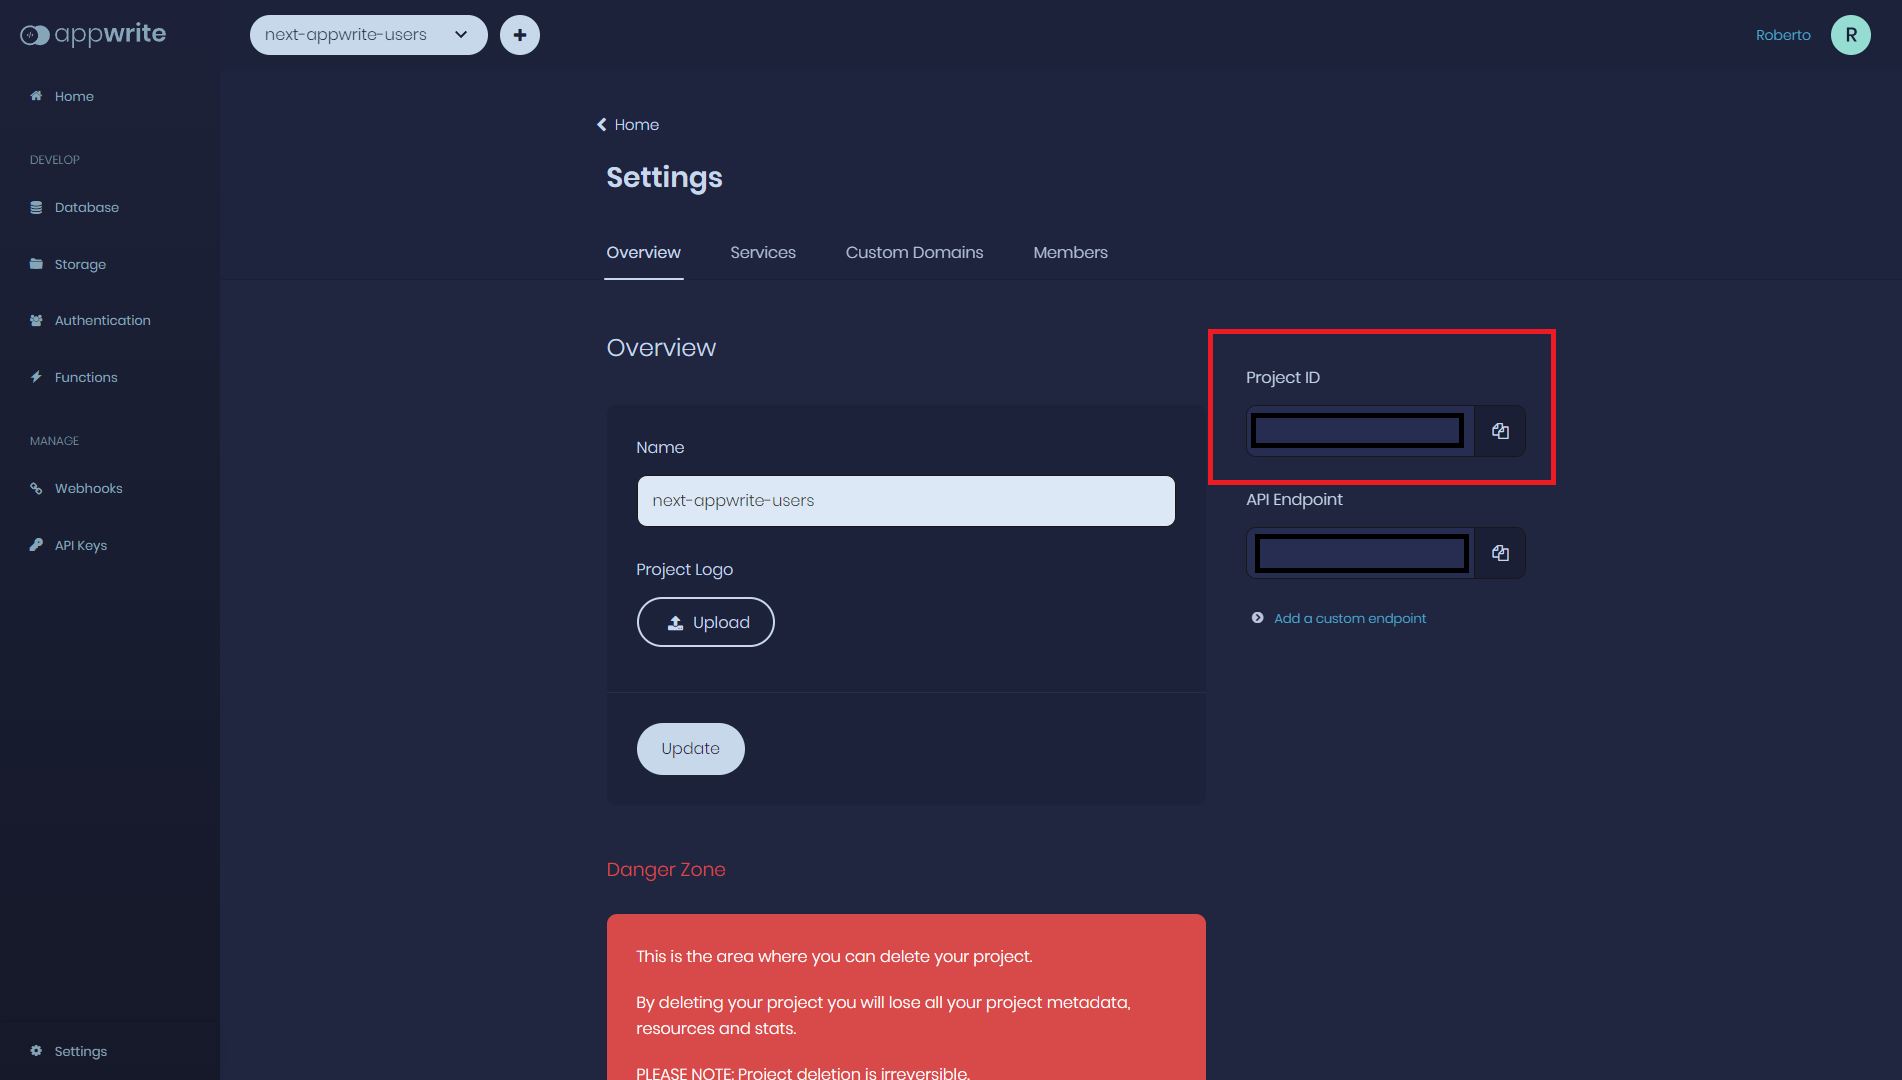 appwrite
next-appwrite-users
Roberto
R
Home
DEVELOP
Database
Storage
Authentication
Functions
MANAGE
Webhooks
API Keys
Settings
Home
Settings
Overview
Services
Custom Domains
Members
Overview
Name
next-appwrite-users
Project Logo
Upload
Update
Project ID
API Endpoint
Add a custom endpoint
Danger Zone
This is the area where you can delete your project.
By deleting your project you will lose all your project metadata,
resources and stats.
PLEASE NOTE: Project deletion is irreversible.